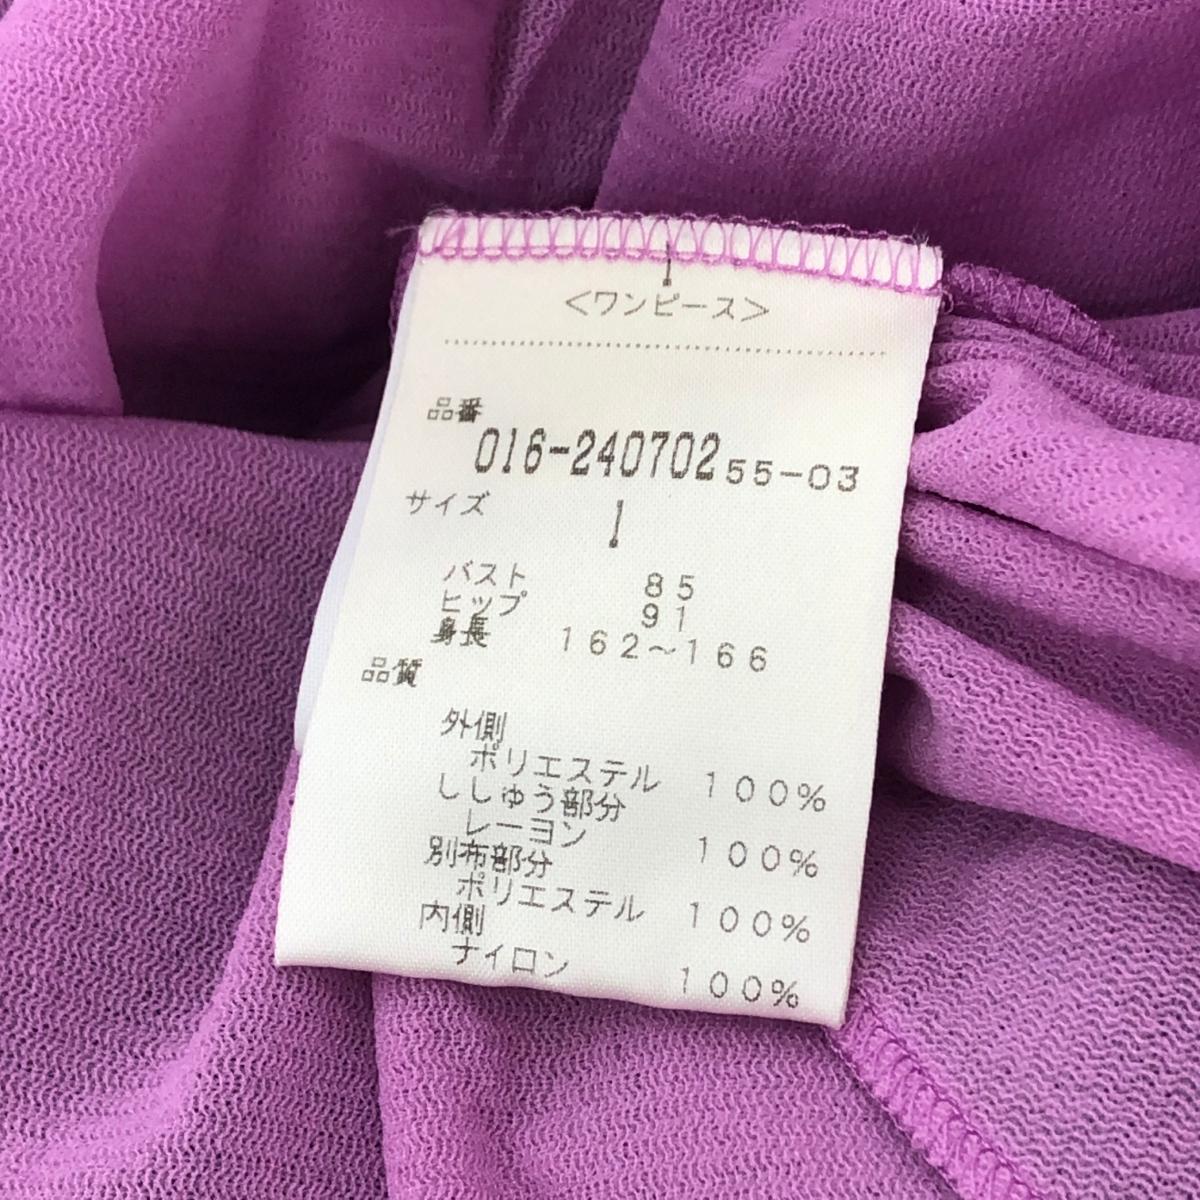 1
<ワンピース>
品番
016-240702 55-03
サイズ 1
バスト 85
ヒップ 91
身長 162～166
品質
外側
ポリエステル 100%
ししゅう部分
レーヨン 100%
別布部分
ポリエステル 100%
内側
ナイロン 100%